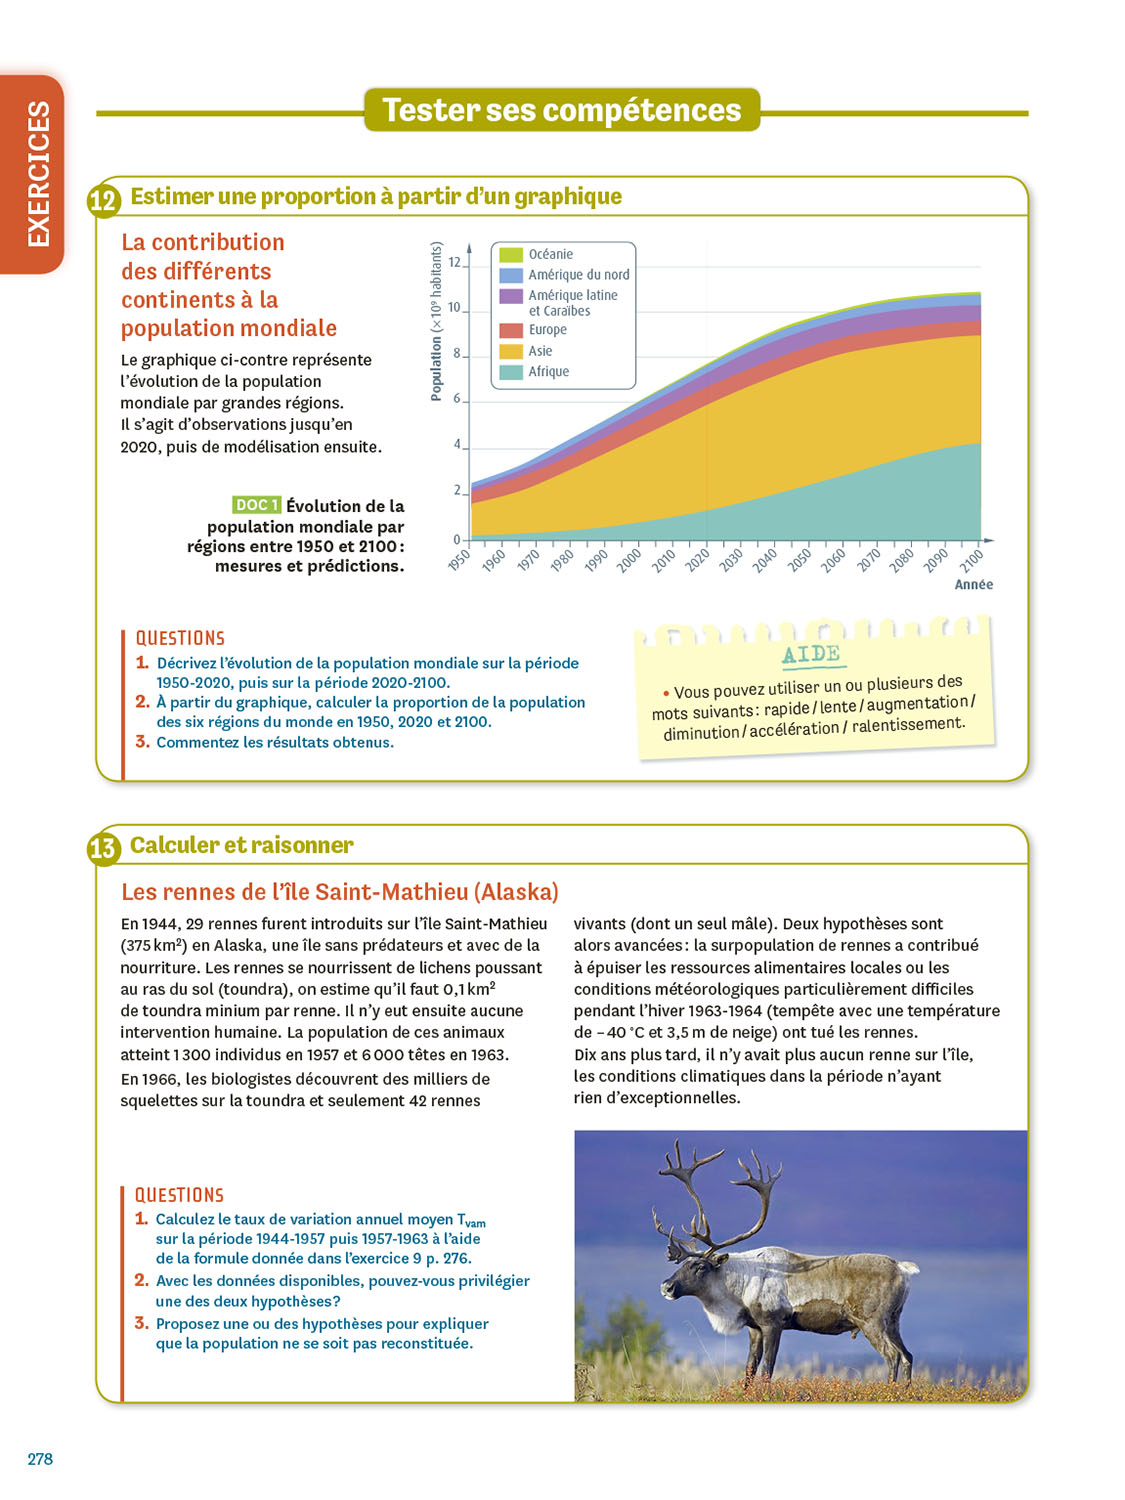 EXERCICES
Tester ses compétences
12 Estimer une proportion à partir d'un graphique
La contribution
des différents
continents à la
population mondiale
Le graphique ci-contre représente
l'évolution de la population
mondiale par grandes régions.
Il s'agit d'observations jusqu'en
2020, puis de modélisation ensuite.
DOC 1 Évolution de la
population mondiale par
régions entre 1950 et 2100 :
mesures et prédictions.
Population (×10⁹ habitants)
12
10
8
6
4
2
0
Océanie
Amérique du nord
Amérique latine
et Caraïbes
Europe
Asie
Afrique
1950 1960 1970 1980 1990 2000 2010 2020 2030 2040 2050 2060 2070 2080 2090 2100
Année
QUESTIONS
1. Décrivez l'évolution de la population mondiale sur la période
1950-2020, puis sur la période 2020-2100.
2. À partir du graphique, calculer la proportion de la population
des six régions du monde en 1950, 2020 et 2100.
3. Commentez les résultats obtenus.
AIDE
• Vous pouvez utiliser un ou plusieurs des
mots suivants : rapide / lente / augmentation /
diminution / accélération / ralentissement.
13 Calculer et raisonner
Les rennes de l'île Saint-Mathieu (Alaska)
En 1944, 29 rennes furent introduits sur l'île Saint-Mathieu
(375 km²) en Alaska, une île sans prédateurs et avec de la
nourriture. Les rennes se nourrissent de lichens poussant
au ras du sol (toundra), on estime qu'il faut 0,1 km²
de toundra minium par renne. Il n'y eut ensuite aucune
intervention humaine. La population de ces animaux
atteint 1 300 individus en 1957 et 6 000 têtes en 1963.
En 1966, les biologistes découvrent des milliers de
squelettes sur la toundra et seulement 42 rennes
vivants (dont un seul mâle). Deux hypothèses sont
alors avancées : la surpopulation de rennes a contribué
à épuiser les ressources alimentaires locales ou les
conditions météorologiques particulièrement difficiles
pendant l'hiver 1963-1964 (tempête avec une température
de – 40 °C et 3,5 m de neige) ont tué les rennes.
Dix ans plus tard, il n'y avait plus aucun renne sur l'île,
les conditions climatiques dans la période n'ayant
rien d'exceptionnelles.
QUESTIONS
1. Calculez le taux de variation annuel moyen Tvam
sur la période 1944-1957 puis 1957-1963 à l'aide
de la formule donnée dans l'exercice 9 p. 276.
2. Avec les données disponibles, pouvez-vous privilégier
une des deux hypothèses ?
3. Proposez une ou des hypothèses pour expliquer
que la population ne se soit pas reconstituée.
278